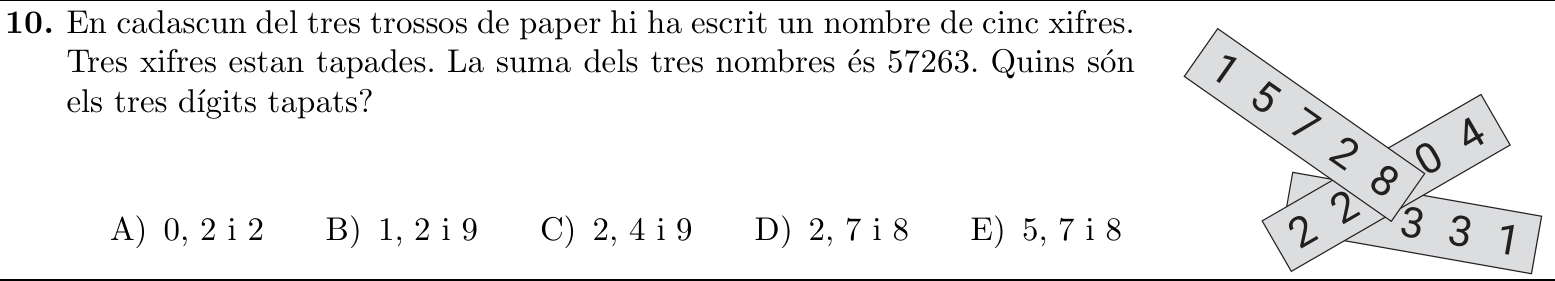 10. En cadascun del tres trossos de paper hi ha escrit un nombre de cinc xifres.
Tres xifres estan tapades. La suma dels tres nombres és 57263. Quins són
els tres dígits tapats?
A) 0, 2 i 2 B) 1, 2 i 9 C) 2, 4 i 9 D) 2, 7 i 8 E) 5, 7 i 8
1 5 7 2 8
2 2 0 4
3 3 1